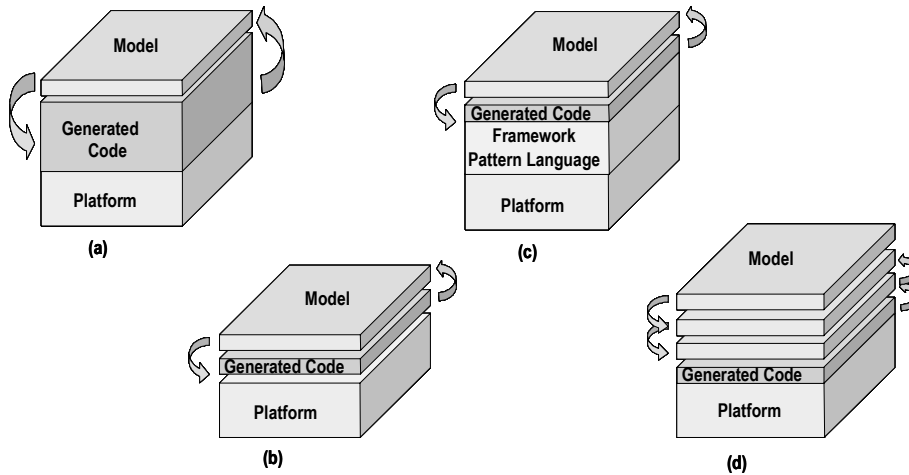 Model
Generated
Code
Platform
(a)
Model
Generated Code
Framework
Pattern Language
Platform
(c)
Model
Generated Code
Platform
(b)
Model
Generated Code
Platform
(d)